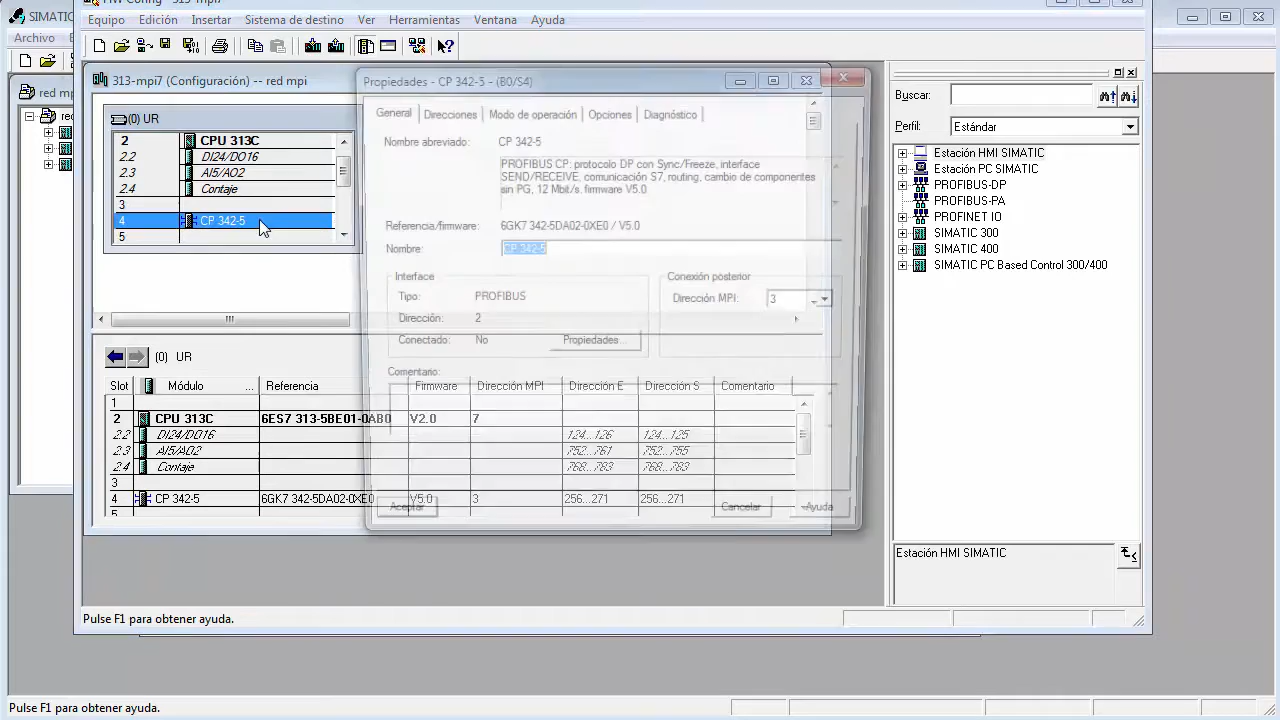 SIMATIC
HW Config - 313-mpi7
Archivo
Equipo Edición Insertar Sistema de destino Ver Herramientas Ventana Ayuda
red mp
red
313-mpi7 (Configuración) -- red mpi
(0) UR
2 CPU 313C
2.2 DI24/DO16
2.3 AI5/AO2
2.4 Contaje
3
4 CP 342-5
5
Propiedades - CP 342-5 - (B0/S4)
General Direcciones Modo de operación Opciones Diagnóstico
Nombre abreviado: CP 342-5
PROFIBUS CP: protocolo DP con Sync/Freeze, interface
SEND/RECEIVE, comunicación S7, routing, cambio de componentes
sin PG, 12 Mbit/s. firmware V5.0
Referencia/firmware: 6GK7 342-5DA02-0XE0 / V5.0
Nombre: CP 342-5
Interface
Tipo: PROFIBUS
Dirección: 2
Conectado: No Propiedades...
Conexión posterior
Dirección MPI: 3
Comentario:
Aceptar Cancelar Ayuda
Buscar:
Perfil: Estándar
Estación HMI SIMATIC
Estación PC SIMATIC
PROFIBUS-DP
PROFIBUS-PA
PROFINET IO
SIMATIC 300
SIMATIC 400
SIMATIC PC Based Control 300/400
Estación HMI SIMATIC
(0) UR
Slot Módulo ... Referencia Firmware Dirección MPI Dirección E Dirección S Comentario
1
2 CPU 313C 6ES7 313-5BE01-0AB0 V2.0 7
2.2 DI24/DO16 124...126 124...125
2.3 AI5/AO2 752...761 752...755
2.4 Contaje 768...783 768...783
3
4 CP 342-5 6GK7 342-5DA02-0XE0 V5.0 3 256...271 256...271
5
Pulse F1 para obtener ayuda.
Pulse F1 para obtener ayuda.